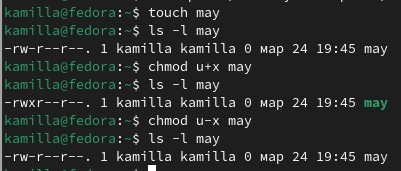 kamilla@fedora:~$ touch may
kamilla@fedora:~$ ls -l may
-rw-r--r--. 1 kamilla kamilla 0 мар 24 19:45 may
kamilla@fedora:~$ chmod u+x may
kamilla@fedora:~$ ls -l may
-rwxr--r--. 1 kamilla kamilla 0 мар 24 19:45 may
kamilla@fedora:~$ chmod u-x may
kamilla@fedora:~$ ls -l may
-rw-r--r--. 1 kamilla kamilla 0 мар 24 19:45 may